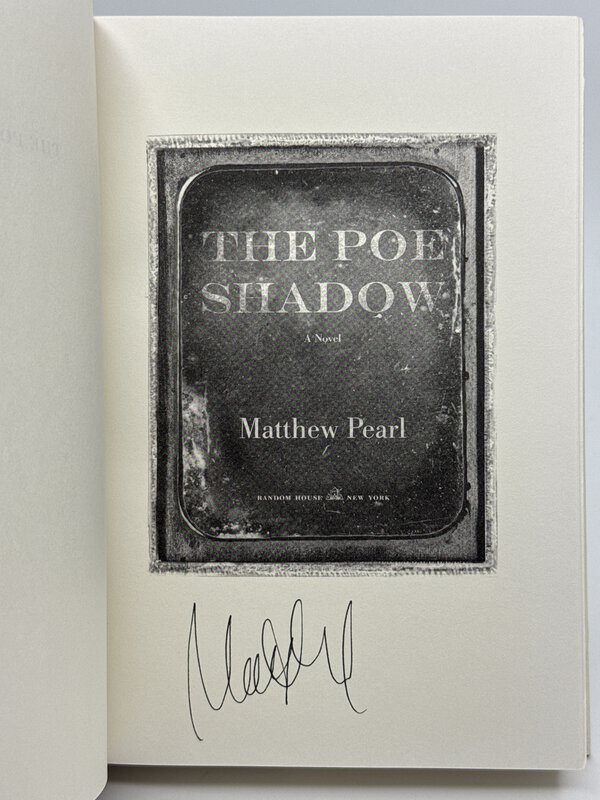 THE POE
SHADOW
A Novel
Matthew Pearl
RANDOM HOUSE NEW YORK